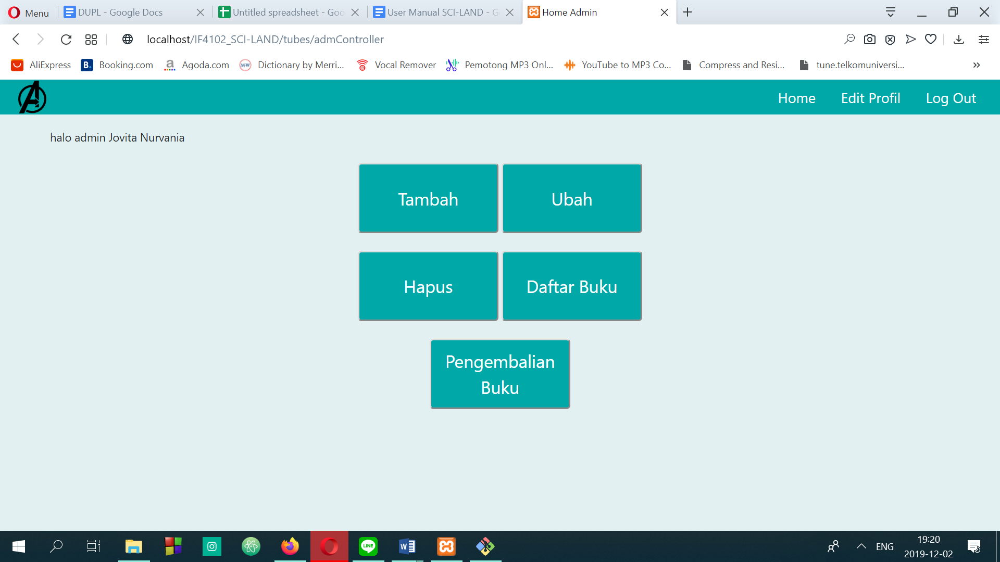 Menu
DUPL - Google Docs
Untitled spreadsheet - Goo
User Manual SCI-LAND - G
Home Admin
localhost/IF4102_SCI-LAND/tubes/admController
AliExpress
B. Booking.com
a Agoda.com
M-W Dictionary by Merri...
Vocal Remover
Pemotong MP3 Onl...
YouTube to MP3 Co...
Compress and Resi...
tune.telkomuniversi...
Home
Edit Profil
Log Out
halo admin Jovita Nurvania
Tambah
Ubah
Hapus
Daftar Buku
Pengembalian
Buku
LINE
W
ENG
19:20
2019-12-02